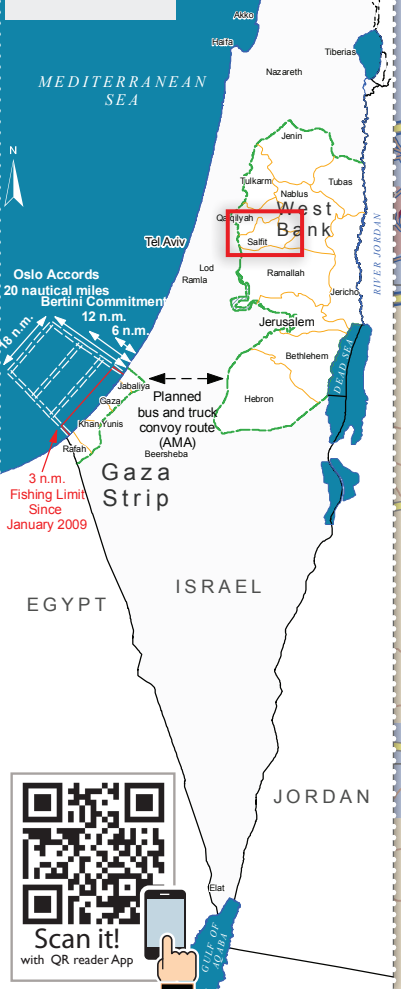 Akko
Haifa
Tiberias
Nazareth
MEDITERRANEAN
SEA
N
Jenin
Tulkarm
Tubas
Nablus
West
Bank
Qalqiliyah
Salfit
RIVER JORDAN
Tel Aviv
Lod
Ramla
Ramallah
Jericho
Oslo Accords
20 nautical miles
Bertini Commitment
12 n.m.
6 n.m.
18 n.m.
Jerusalem
Bethlehem
DEAD SEA
Jabaliya
Gaza
Khan Yunis
Rafah
Planned
bus and truck
convoy route
(AMA)
Hebron
Beersheba
Gaza
Strip
3 n.m.
Fishing Limit
Since
January 2009
ISRAEL
EGYPT
JORDAN
Elat
GULF OF
AQABA
Scan it!
with QR reader App